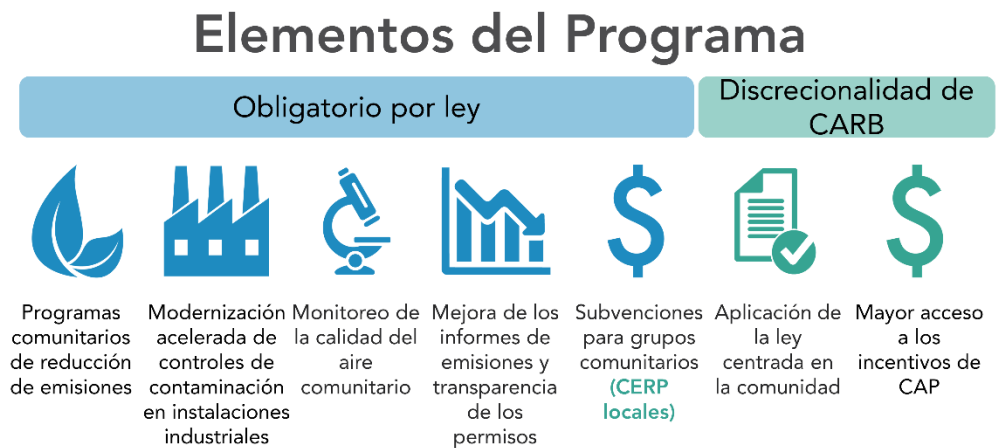 Elementos del Programa
Obligatorio por ley
Discrecionalidad de
CARB
Programas
comunitarios
de reducción
de emisiones
Modernización
acelerada de
controles de
contaminación
en instalaciones
industriales
Monitoreo de
la calidad del
aire
comunitario
Mejora de los
informes de
emisiones y
transparencia
de los
permisos
Subvenciones
para grupos
comunitarios
(CERP
locales)
Aplicación de
la ley
centrada en
la comunidad
Mayor acceso
a los
incentivos de
CAP